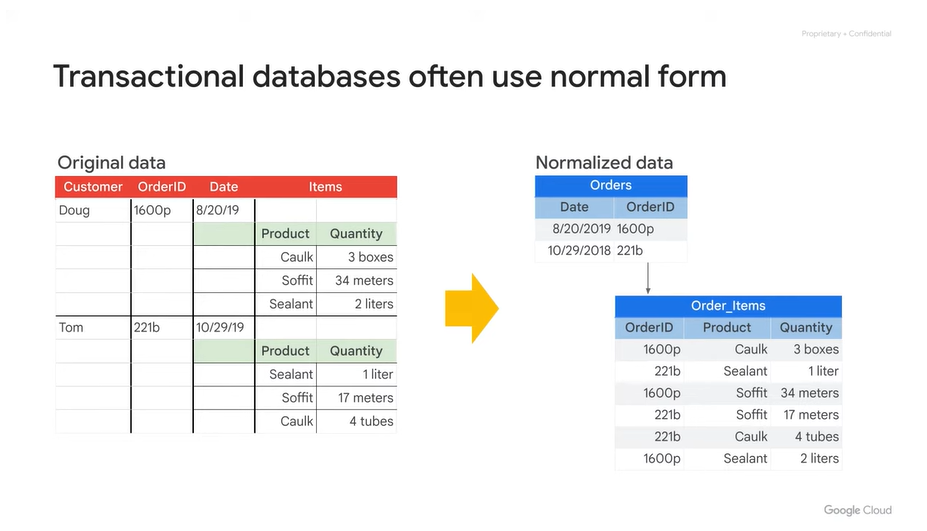 Proprietary + Confidential
Transactional databases often use normal form
Original data
Customer OrderID Date Items
Doug 1600p 8/20/19
Product Quantity
Caulk 3 boxes
Soffit 34 meters
Sealant 2 liters
Tom 221b 10/29/19
Product Quantity
Sealant 1 liter
Soffit 17 meters
Caulk 4 tubes
Normalized data
Orders
Date OrderID
8/20/2019 1600p
10/29/2018 221b
Order_Items
OrderID Product Quantity
1600p Caulk 3 boxes
221b Sealant 1 liter
1600p Soffit 34 meters
221b Soffit 17 meters
221b Caulk 4 tubes
1600p Sealant 2 liters
Google Cloud